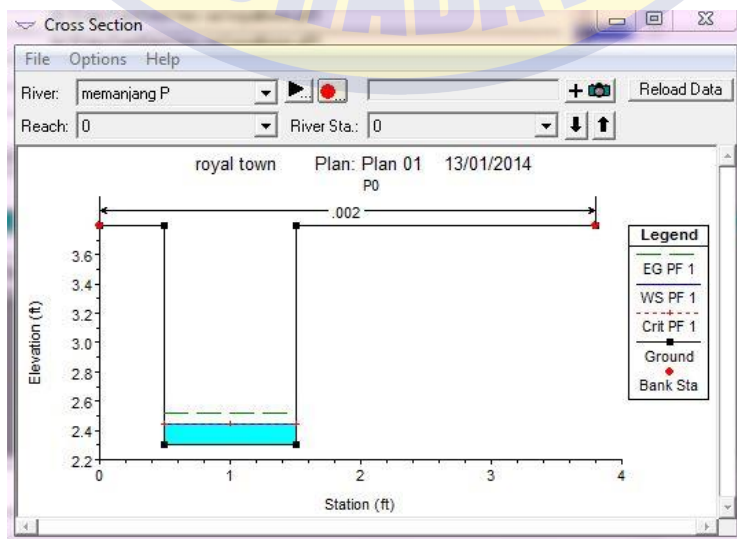 Cross Section
File Options Help
River: memanjang P + Reload Data
Reach: 0 River Sta.: 0
royal town Plan: Plan 01 13/01/2014
P0
.002
Legend
EG PF 1
WS PF 1
Crit PF 1
Ground
Bank Sta
Elevation (ft)
3.6
3.4
3.2
3.0
2.8
2.6
2.4
2.2
0 1 2 3 4
Station (ft)